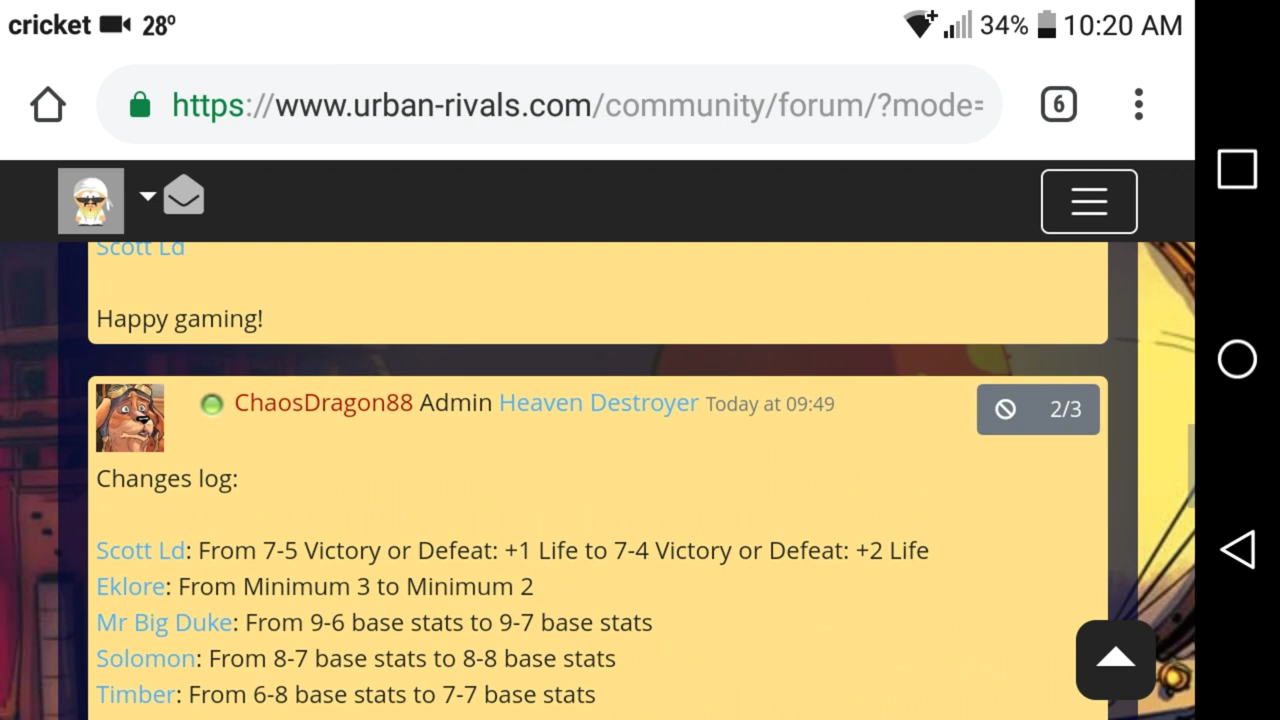 cricket 28° 34% 10:20 AM
https://www.urban-rivals.com/community/forum/?mode= 6
Scott Ld
Happy gaming!
ChaosDragon88 Admin Heaven Destroyer Today at 09:49 2/3
Changes log:
Scott Ld: From 7-5 Victory or Defeat: +1 Life to 7-4 Victory or Defeat: +2 Life
Eklore: From Minimum 3 to Minimum 2
Mr Big Duke: From 9-6 base stats to 9-7 base stats
Solomon: From 8-7 base stats to 8-8 base stats
Timber: From 6-8 base stats to 7-7 base stats